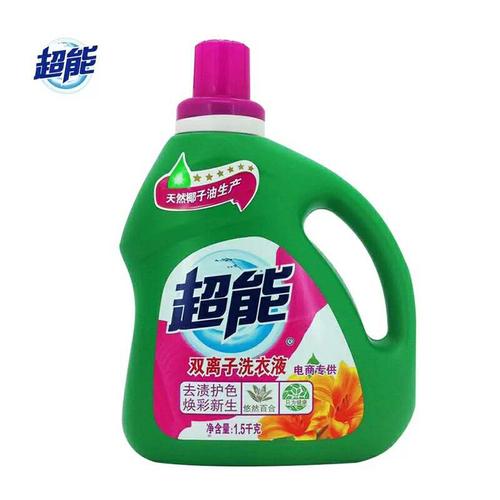 超能
天然椰子油生产
超能
双离子洗衣液
电商专供
去渍护色
焕彩新生
悠然百合
净含量:1.5千克